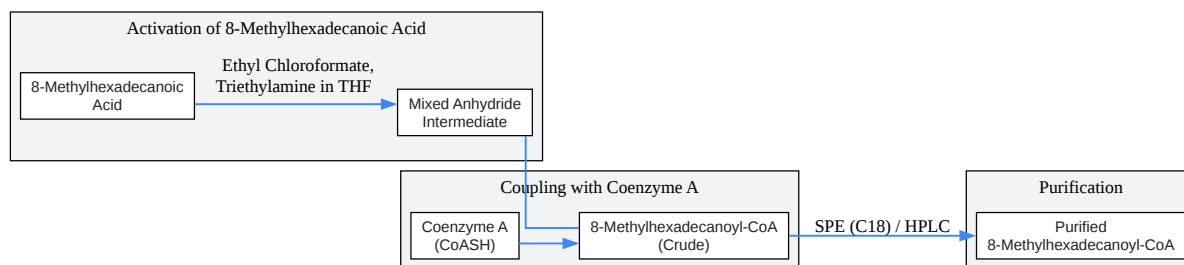 Activation of 8-Methylhexadecanoic Acid
8-Methylhexadecanoic
Acid
Ethyl Chloroformate,
Triethylamine in THF
Mixed Anhydride
Intermediate
Coupling with Coenzyme A
Coenzyme A
(CoASH)
8-Methylhexadecanoyl-CoA
(Crude)
SPE (C18) / HPLC
Purification
Purified
8-Methylhexadecanoyl-CoA